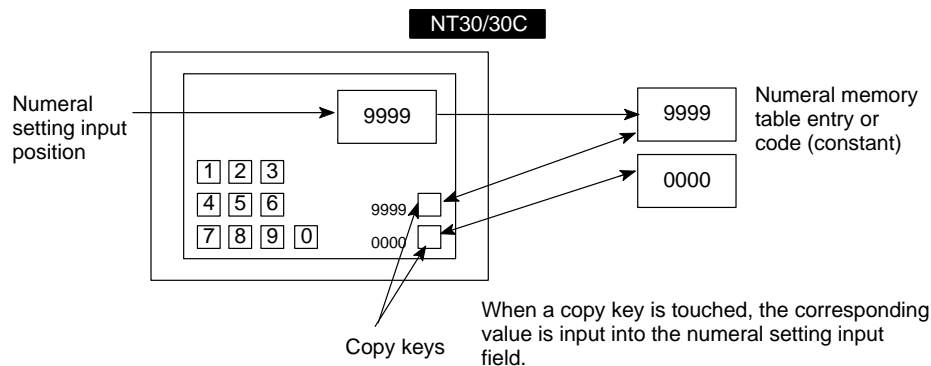 NT30/30C
Numeral
setting input
position
9999
9999
Numeral memory
table entry or
code (constant)
0000
1 2 3
4 5 6
7 8 9 0
9999
0000
Copy keys
When a copy key is touched, the corresponding
value is input into the numeral setting input
field.